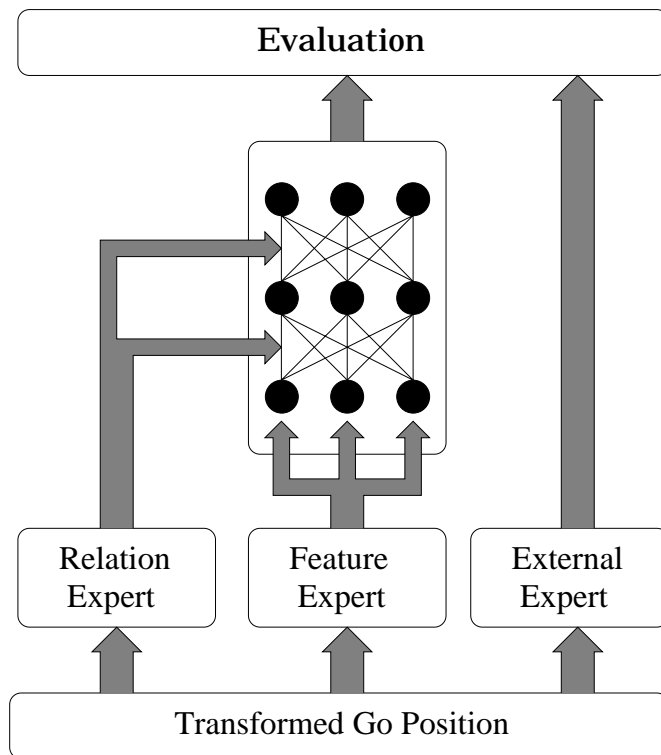 Evaluation
Relation
Expert
Feature
Expert
External
Expert
Transformed Go Position